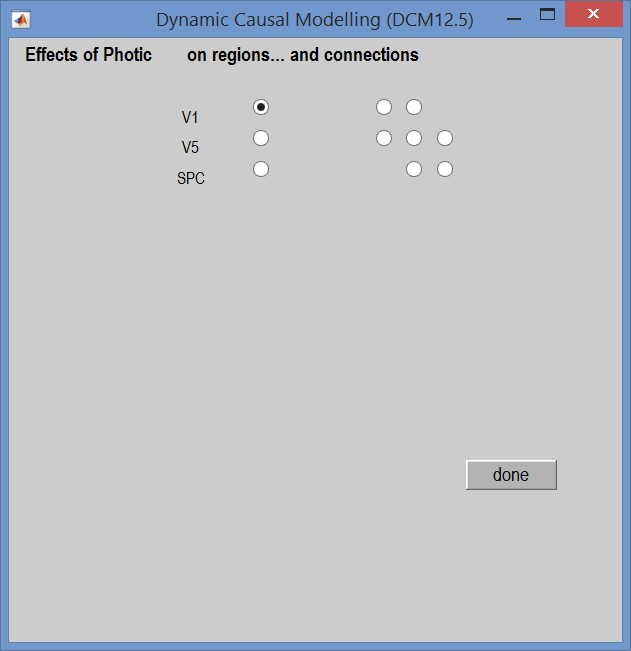 Dynamic Causal Modelling (DCM12.5)
Effects of Photic on regions... and connections
V1
V5
SPC
done